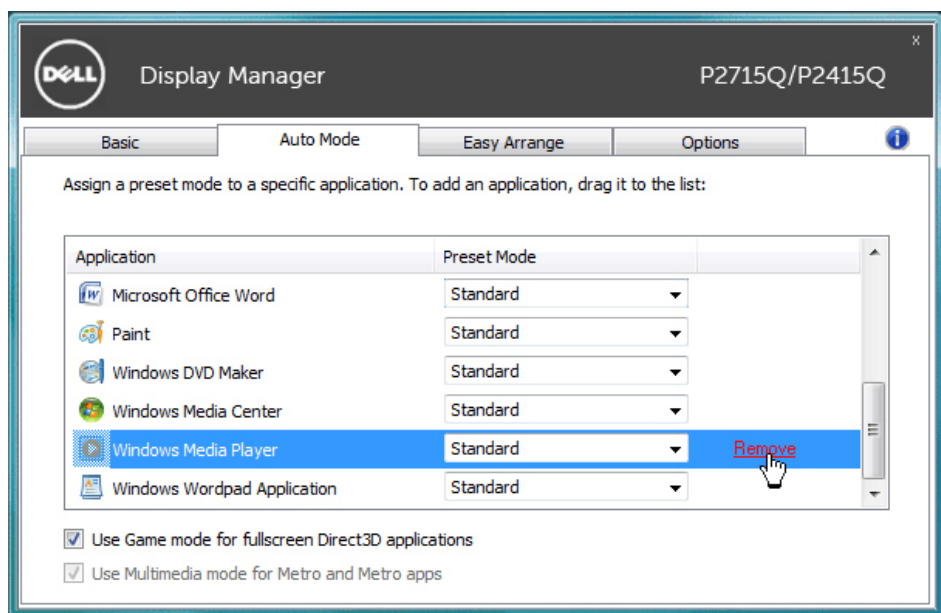 x
DELL Display Manager P2715Q/P2415Q
Basic Auto Mode Easy Arrange Options
Assign a preset mode to a specific application. To add an application, drag it to the list:
Application Preset Mode
Microsoft Office Word Standard
Paint Standard
Windows DVD Maker Standard
Windows Media Center Standard
Windows Media Player Standard Remove
Windows Wordpad Application Standard
Use Game mode for fullscreen Direct3D applications
Use Multimedia mode for Metro and Metro apps